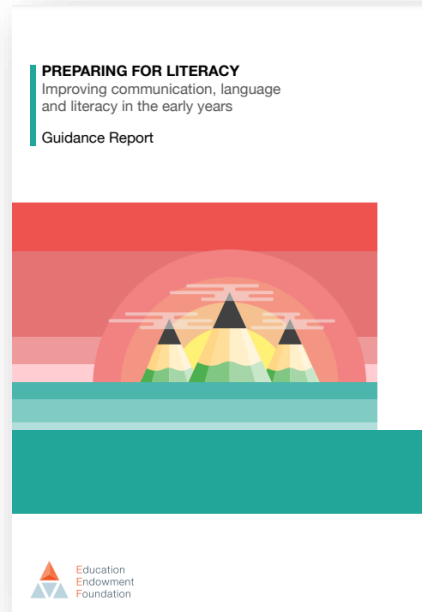 PREPARING FOR LITERACY
Improving communication, language
and literacy in the early years
Guidance Report
Education
Endowment
Foundation